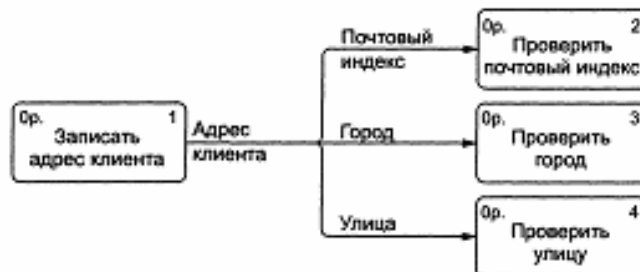 0р. 1
Записать
адрес клиента
Адрес
клиента
Почтовый
индекс
0р. 2
Проверить
почтовый индекс
Город
0р. 3
Проверить
город
Улица
0р. 4
Проверить
улицу